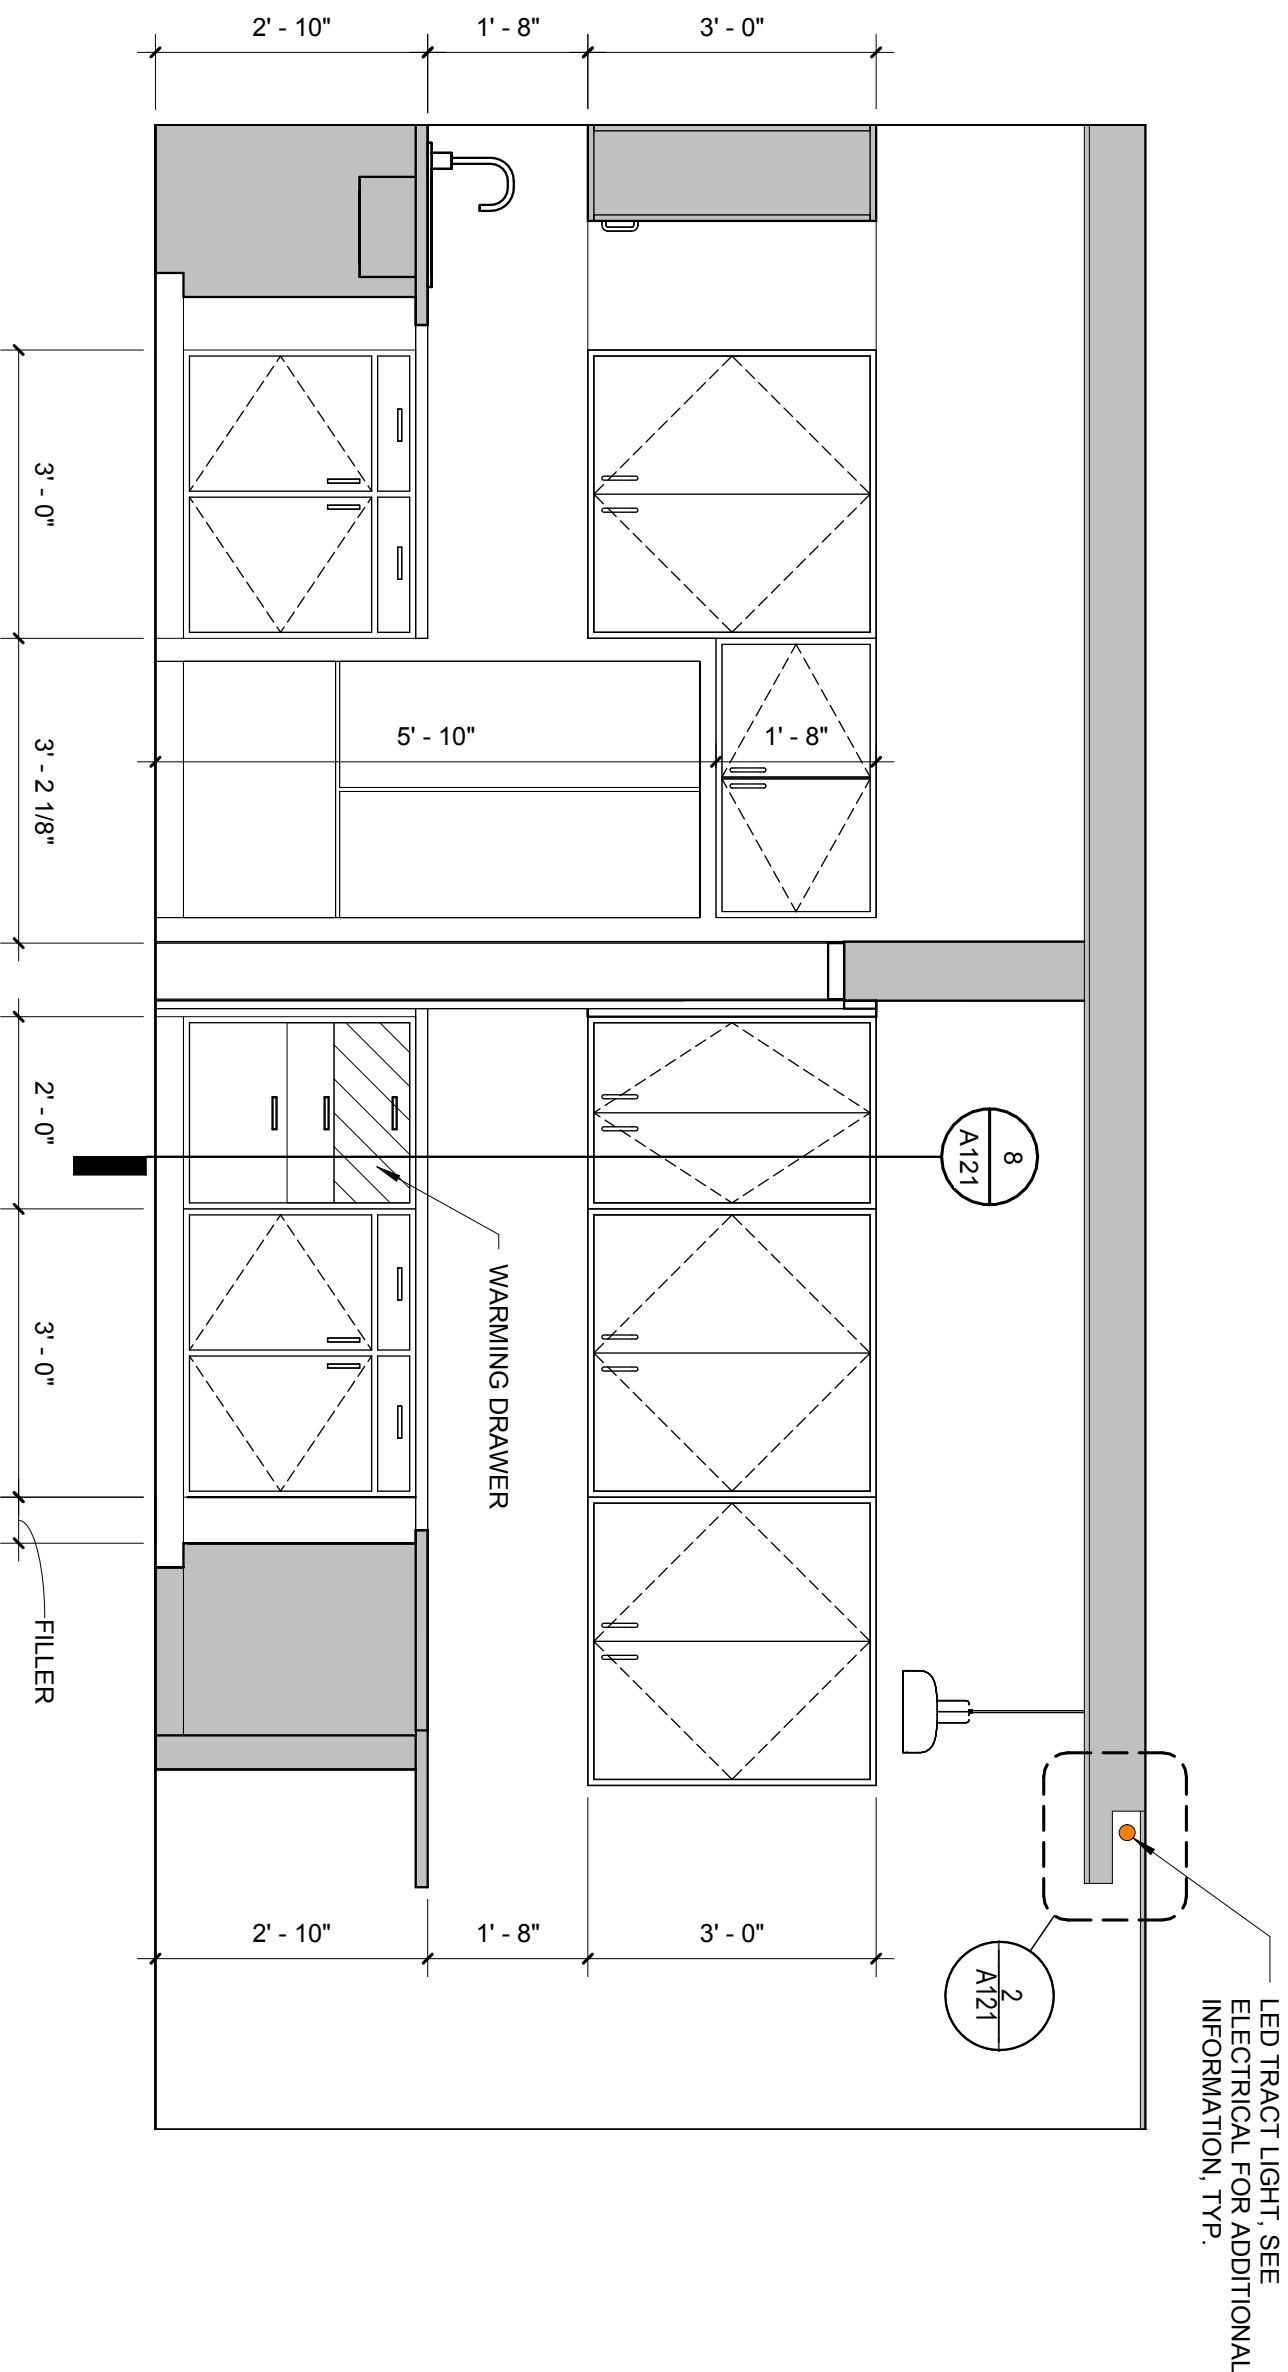 2' - 10"
1' - 8"
3' - 0"
3' - 0"
3' - 2 1/8"
5' - 10"
1' - 8"
2' - 0"
3' - 0"
8
A121
WARMING DRAWER
FILLER
2' - 10"
1' - 8"
3' - 0"
2
A121
LED TRACT LIGHT, SEE
ELECTRICAL FOR ADDITIONAL
INFORMATION, TYP.